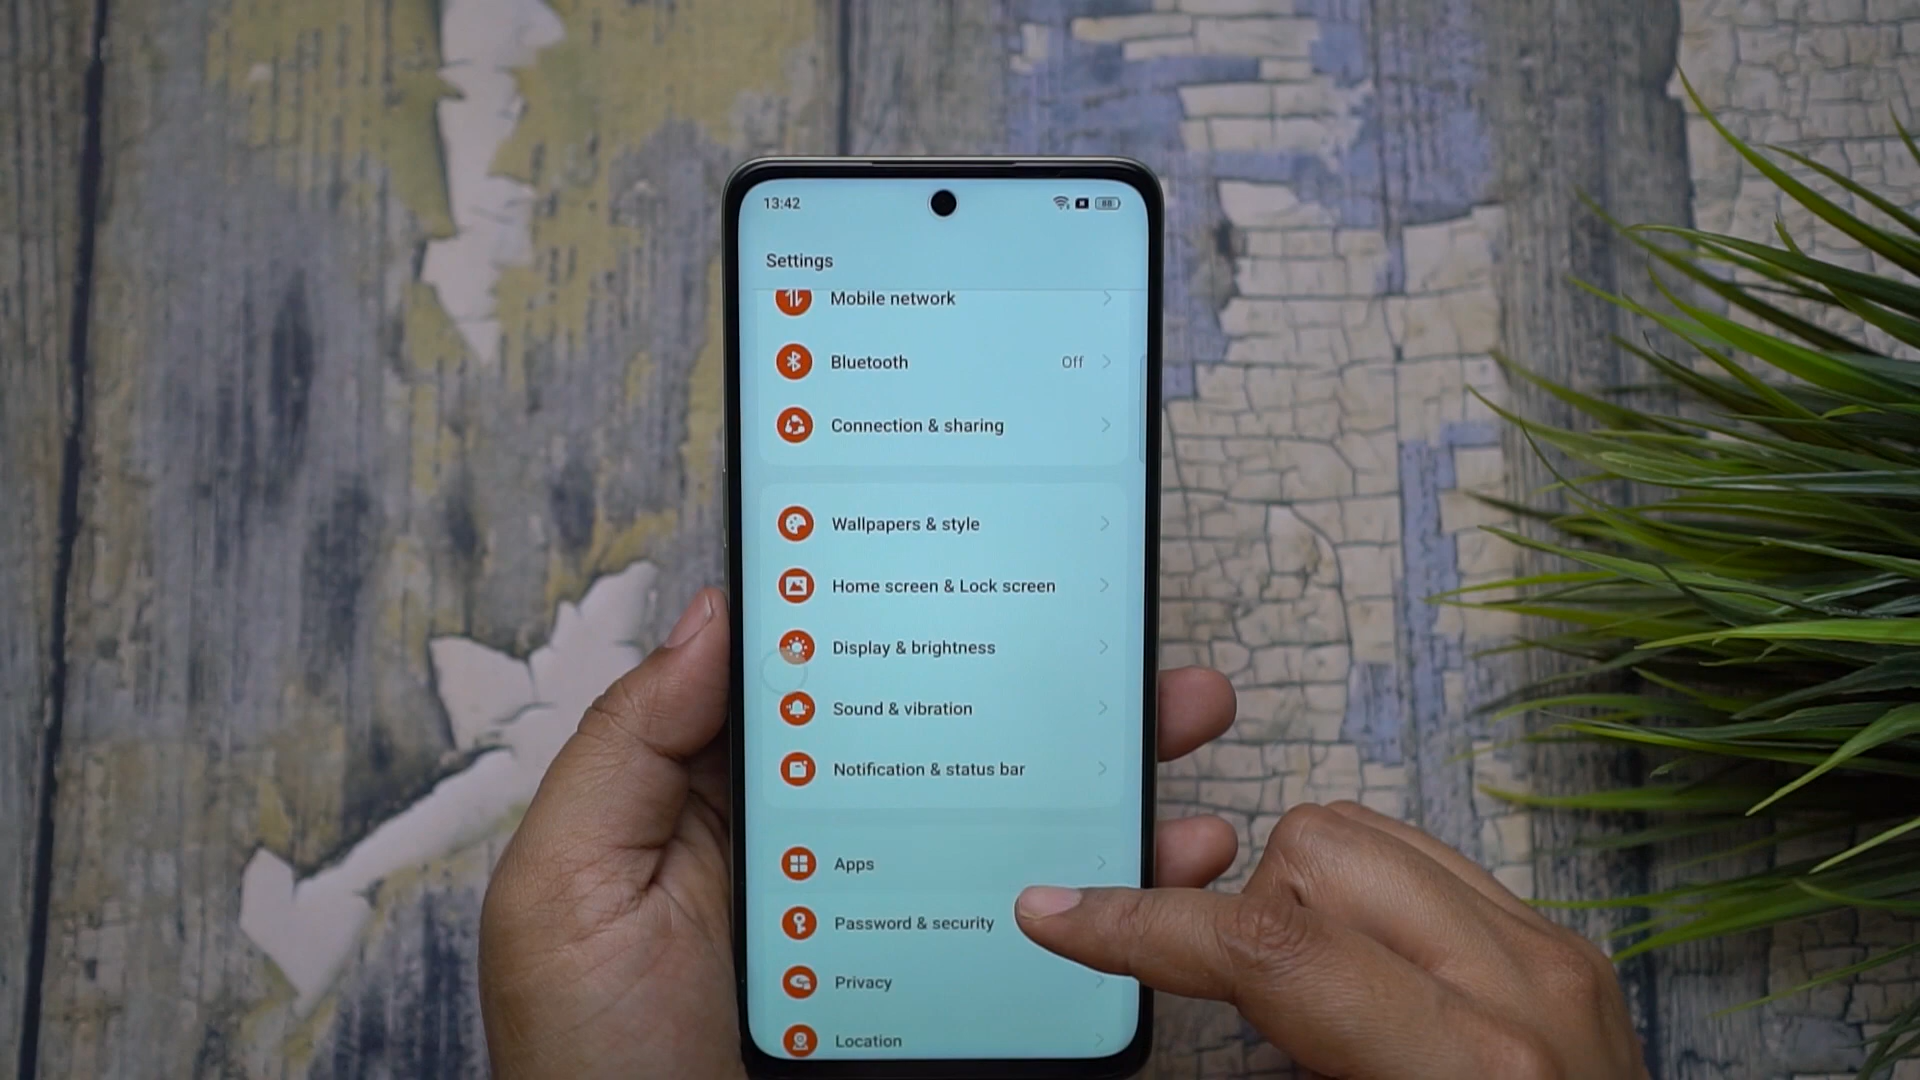 13:42
88
Settings
Mobile network
Bluetooth Off
Connection & sharing
Wallpapers & style
Home screen & Lock screen
Display & brightness
Sound & vibration
Notification & status bar
Apps
Password & security
Privacy
Location